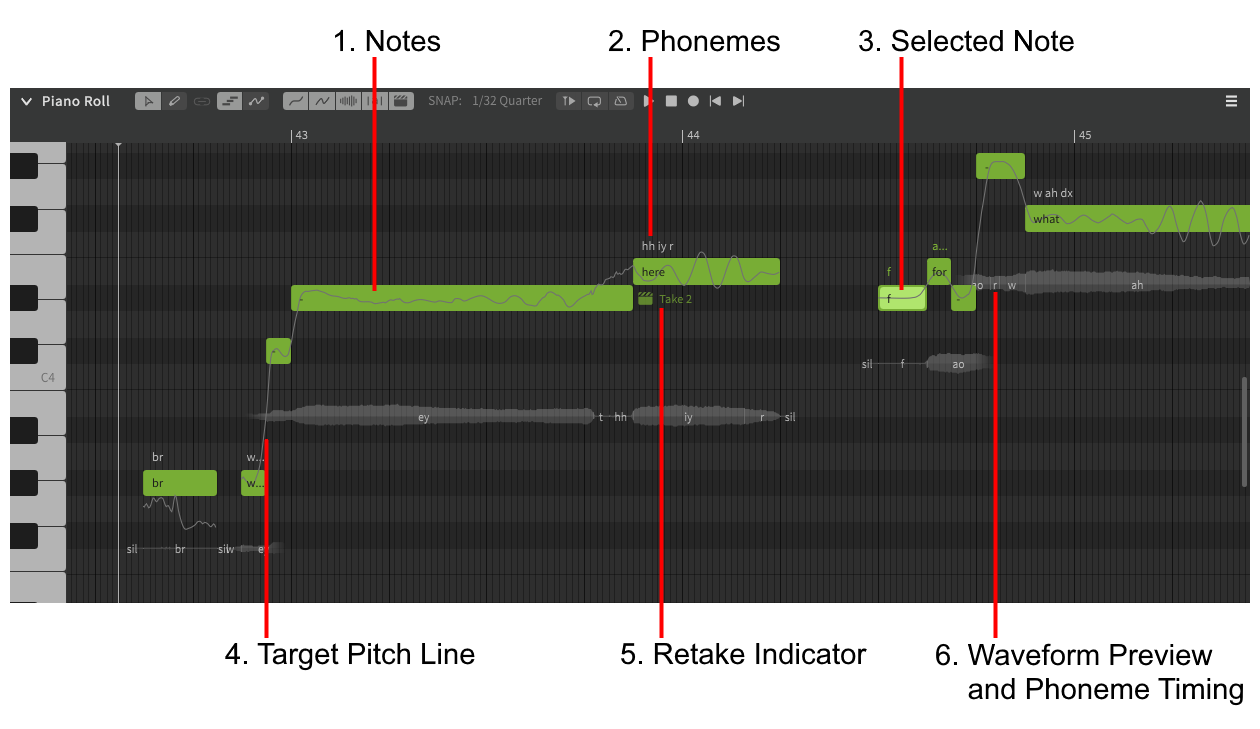 1. Notes
2. Phonemes
3. Selected Note
Piano Roll
SNAP: 1/32 Quarter
43
44
45
w ah dx
what
hh iy r
a...
here
f
for
-
f
-
Take 2
ao r w
ah
-
C4
sil f ao
ey t hh iy r sil
br
w...
br
w...
sil br sil w ey
4. Target Pitch Line
5. Retake Indicator
6. Waveform Preview
and Phoneme Timing